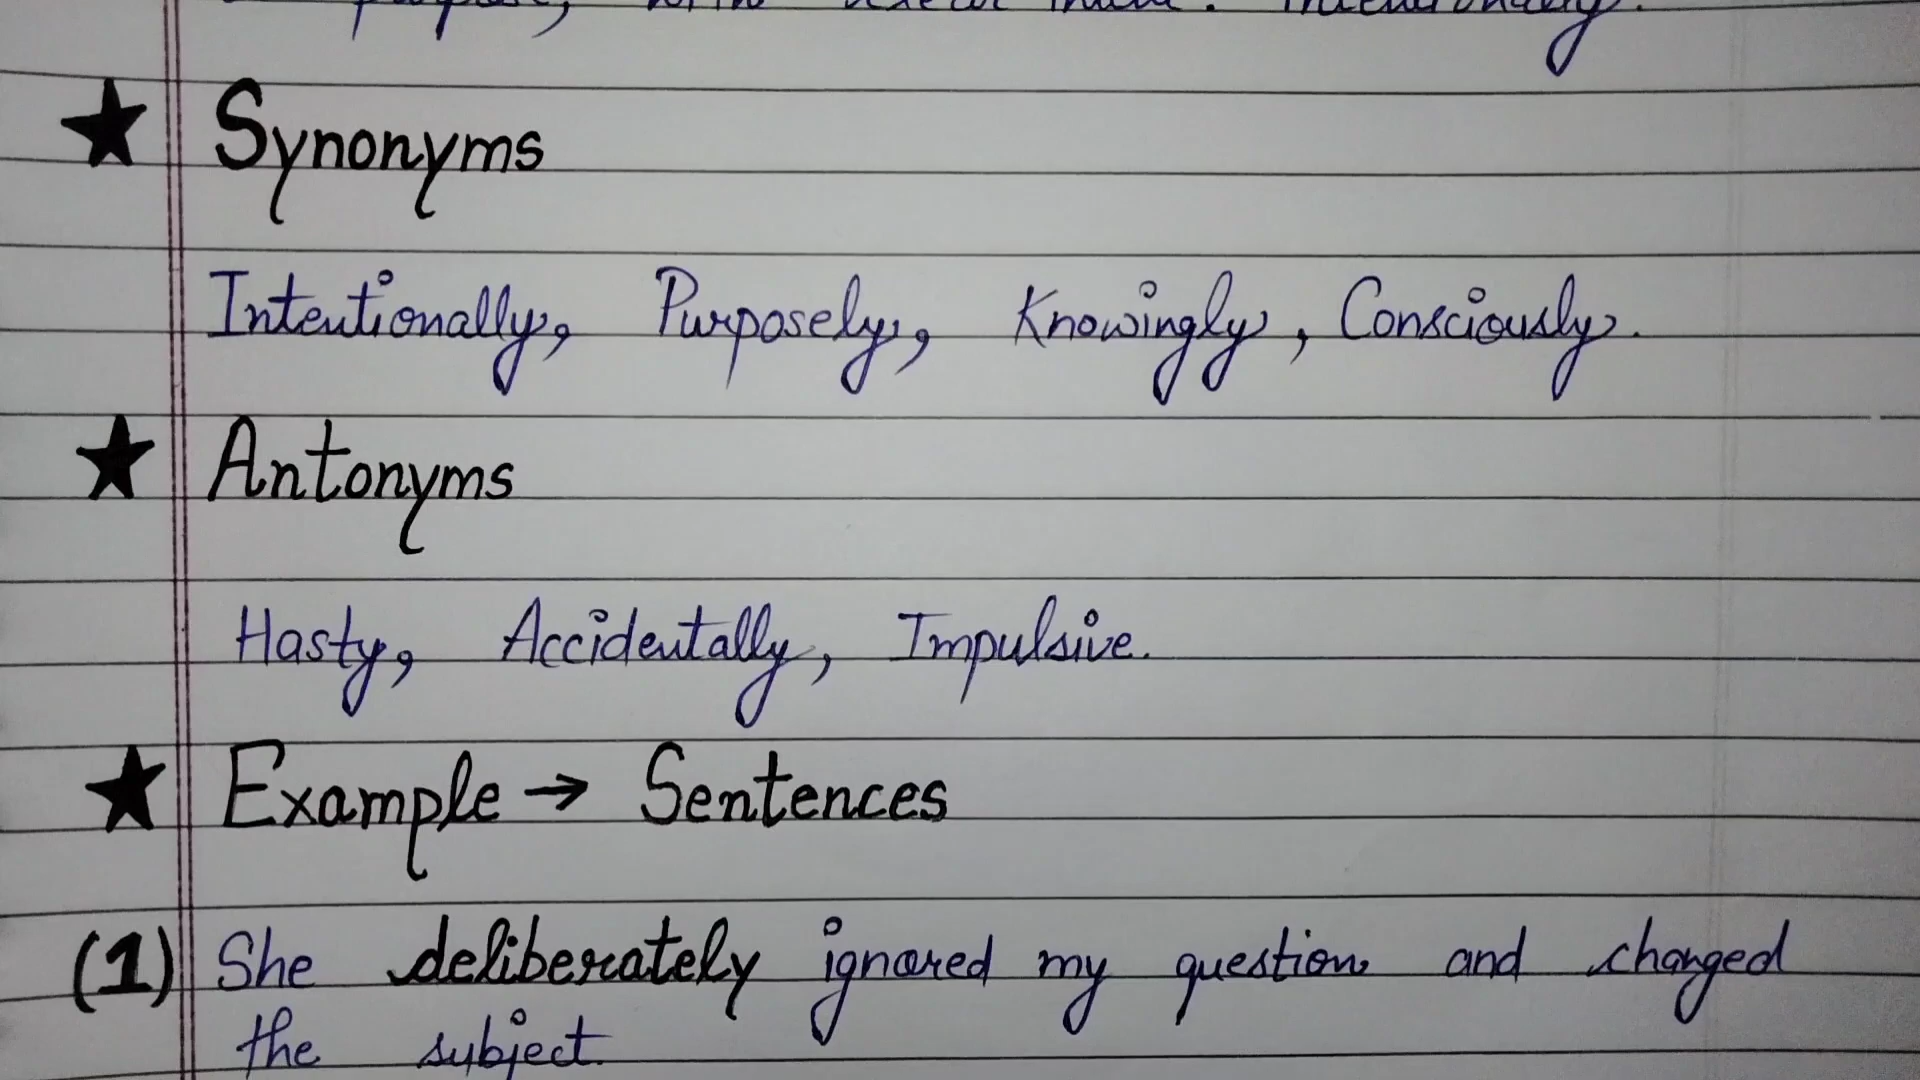 ★ Synonyms
Intentionally, Purposely, Knowingly, Consciously.
★ Antonyms
Hasty, Accidentally, Impulsive.
★ Example → Sentences
(1) She deliberately ignored my question and changed
the subject.